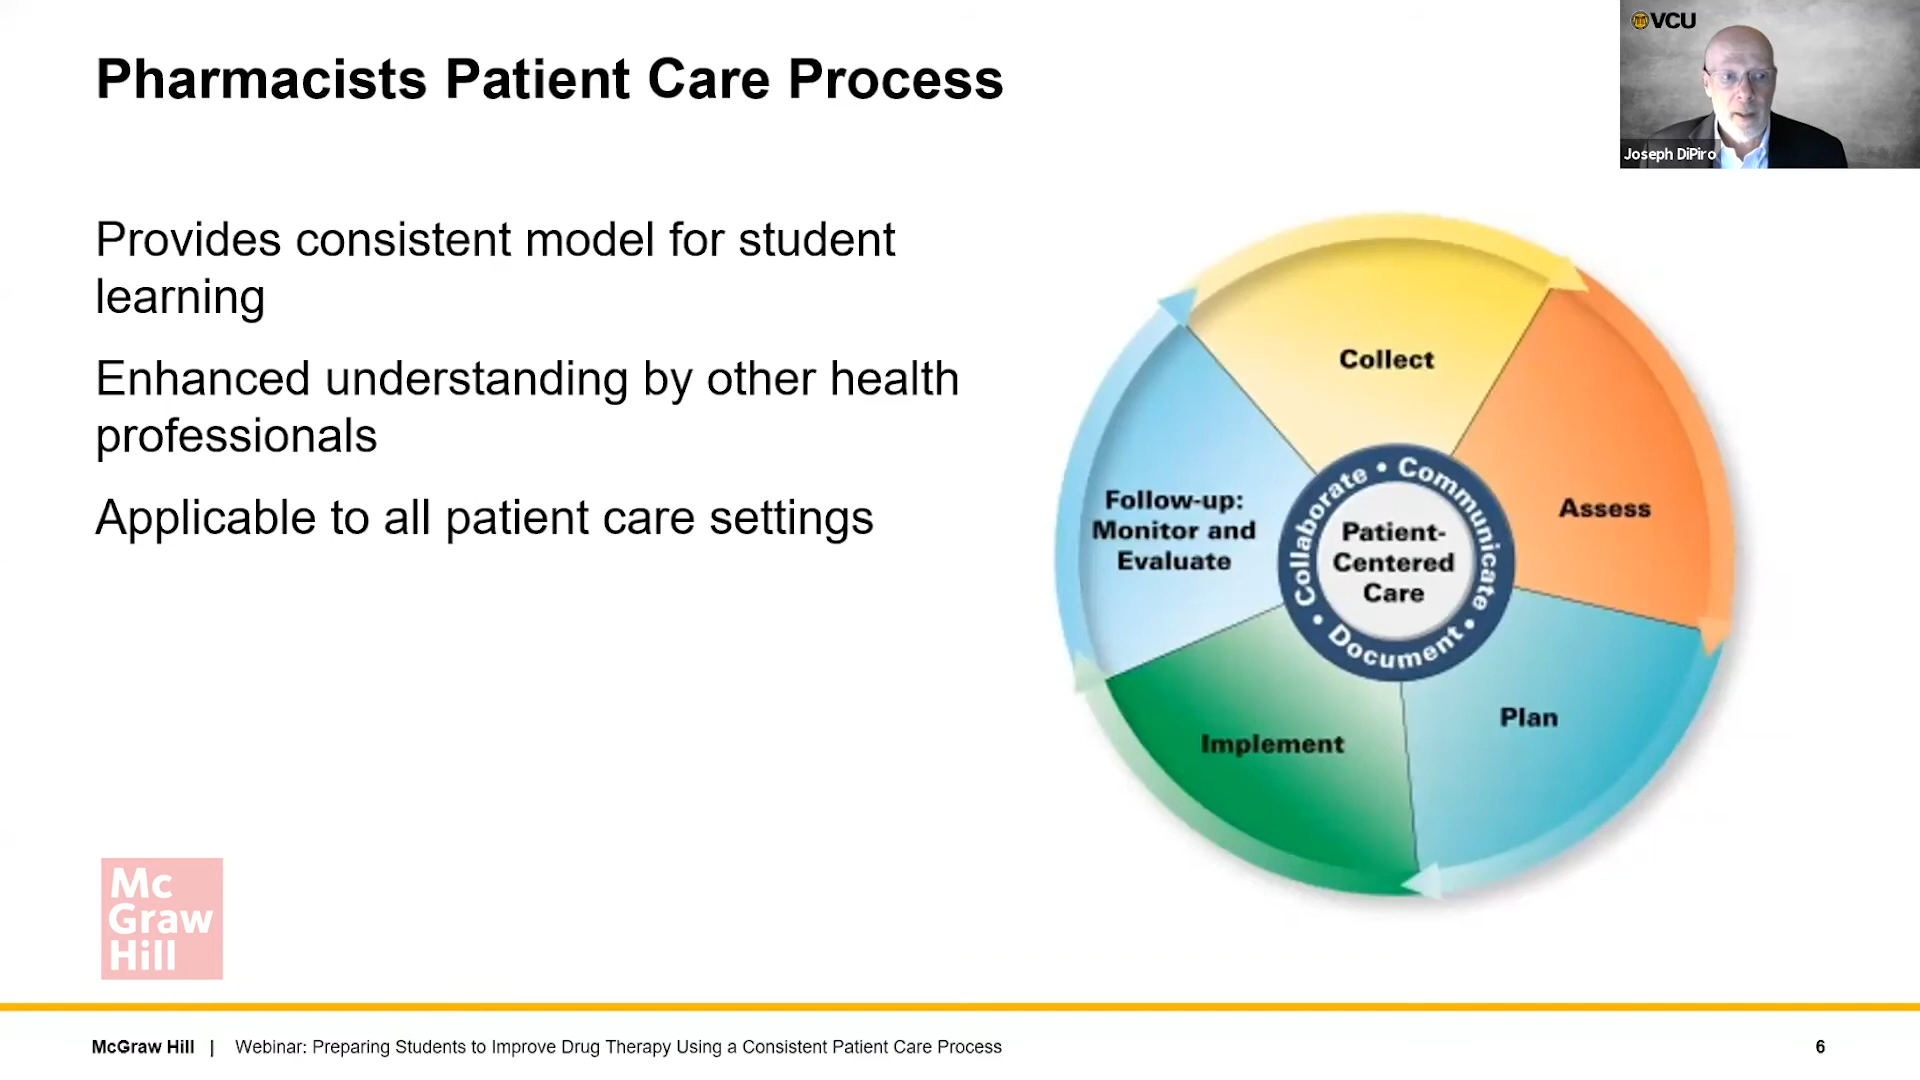 Pharmacists Patient Care Process
VCU
Joseph DiPiro
Provides consistent model for student
learning
Enhanced understanding by other health
professionals
Applicable to all patient care settings
Collect
Assess
Plan
Implement
Follow-up:
Monitor and
Evaluate
Collaborate • Communicate • Document •
Patient-
Centered
Care
Mc
Graw
Hill
McGraw Hill | Webinar: Preparing Students to Improve Drug Therapy Using a Consistent Patient Care Process
6